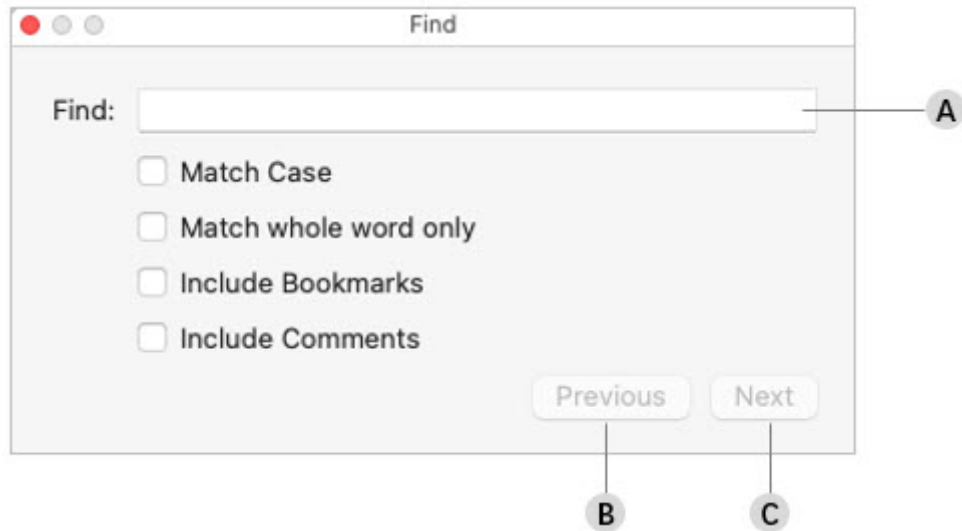 Find
Find:
A
Match Case
Match whole word only
Include Bookmarks
Include Comments
Previous Next
B C